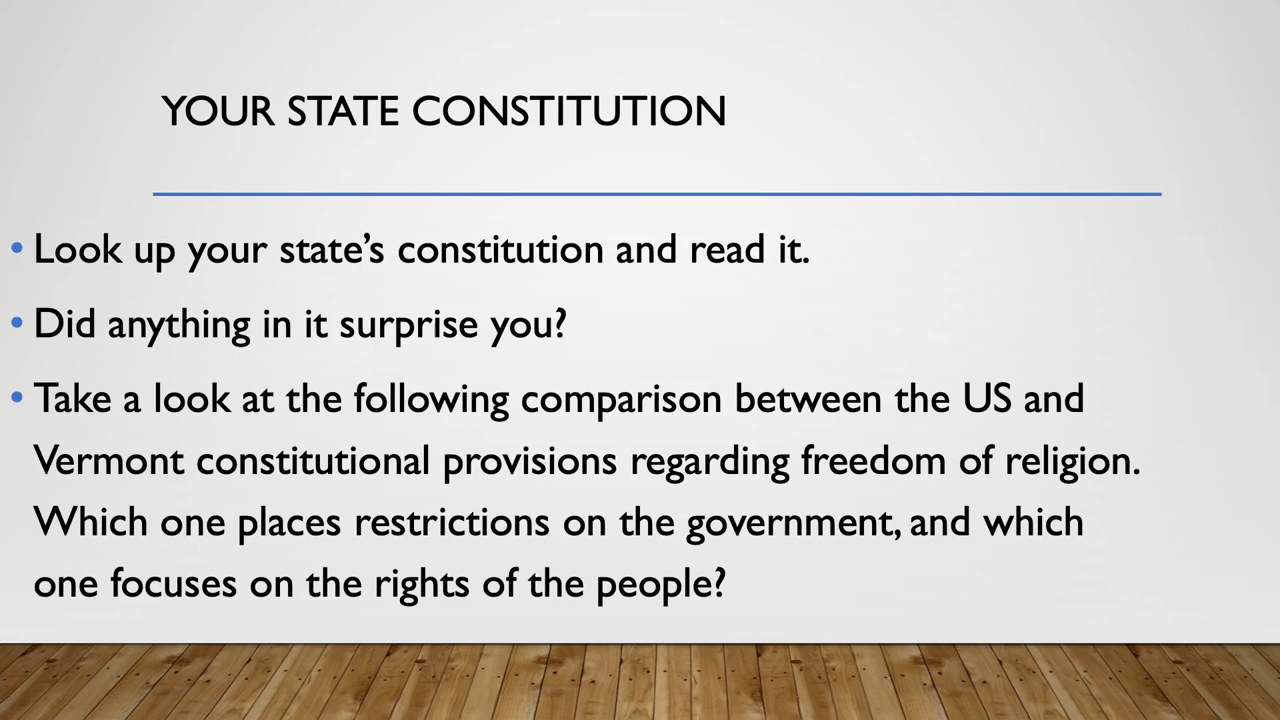 YOUR STATE CONSTITUTION
• Look up your state’s constitution and read it.
• Did anything in it surprise you?
• Take a look at the following comparison between the US and
Vermont constitutional provisions regarding freedom of religion.
Which one places restrictions on the government, and which
one focuses on the rights of the people?